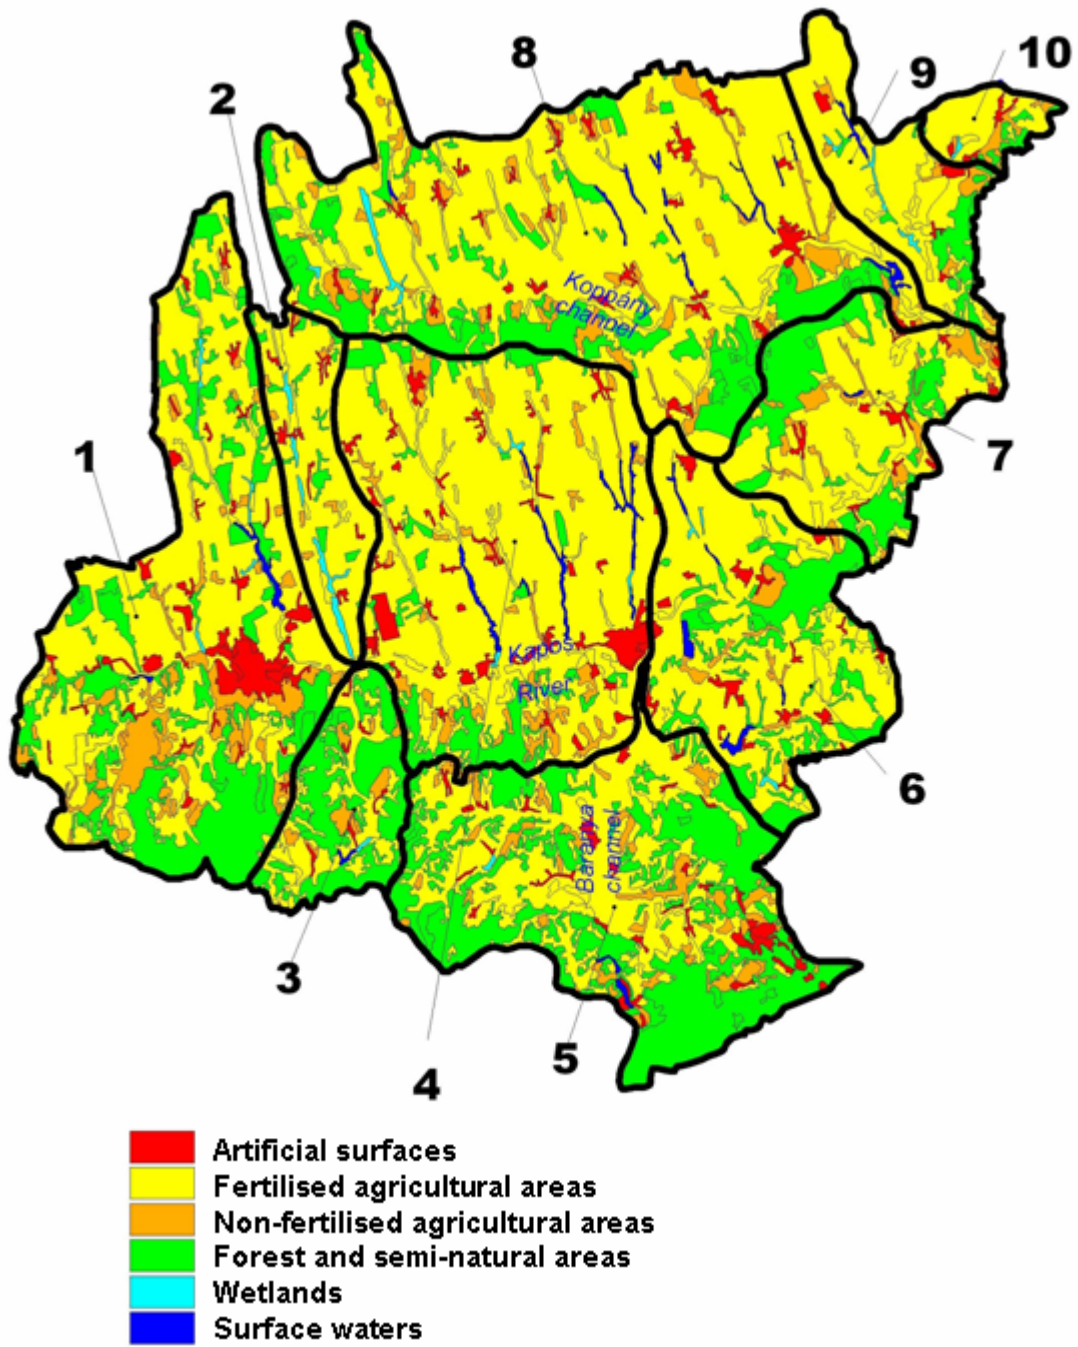 8
10
9
2
Koppány
channel
7
1
Kapos
River
6
Baranya
channel
3
5
4
Artificial surfaces
Fertilised agricultural areas
Non-fertilised agricultural areas
Forest and semi-natural areas
Wetlands
Surface waters